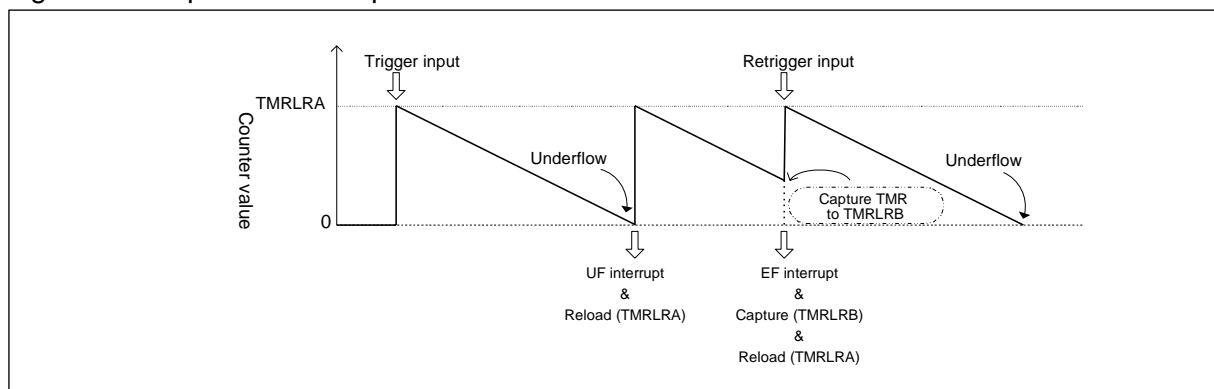 Trigger input
Retrigger input
TMRLRA
Counter value
Underflow
Underflow
Capture TMR
to TMRLRB
0
UF interrupt
&
Reload (TMRLRA)
EF interrupt
&
Capture (TMRLRB)
&
Reload (TMRLRA)